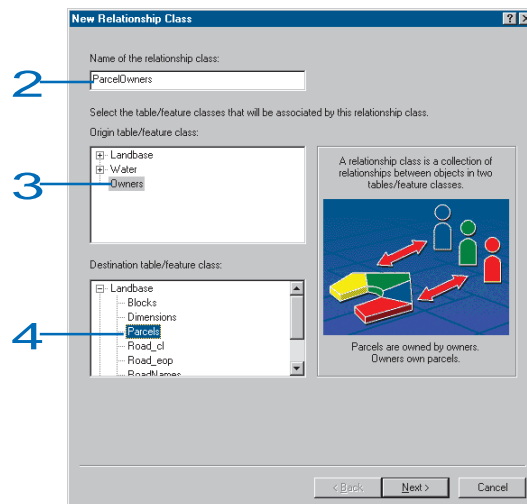 New Relationship Class
Name of the relationship class:
2
ParcelOwners
Select the table/feature classes that will be associated by this relationship class.
Origin table/feature class:
Landbase
Water
3
Owners
A relationship class is a collection of
relationships between objects in two
tables/feature classes.
Destination table/feature class:
Landbase
Blocks
Dimensions
4
Parcels
Road_cl
Road_eop
RoadNames
Parcels are owned by owners.
Owners own parcels.
< Back
Next >
Cancel